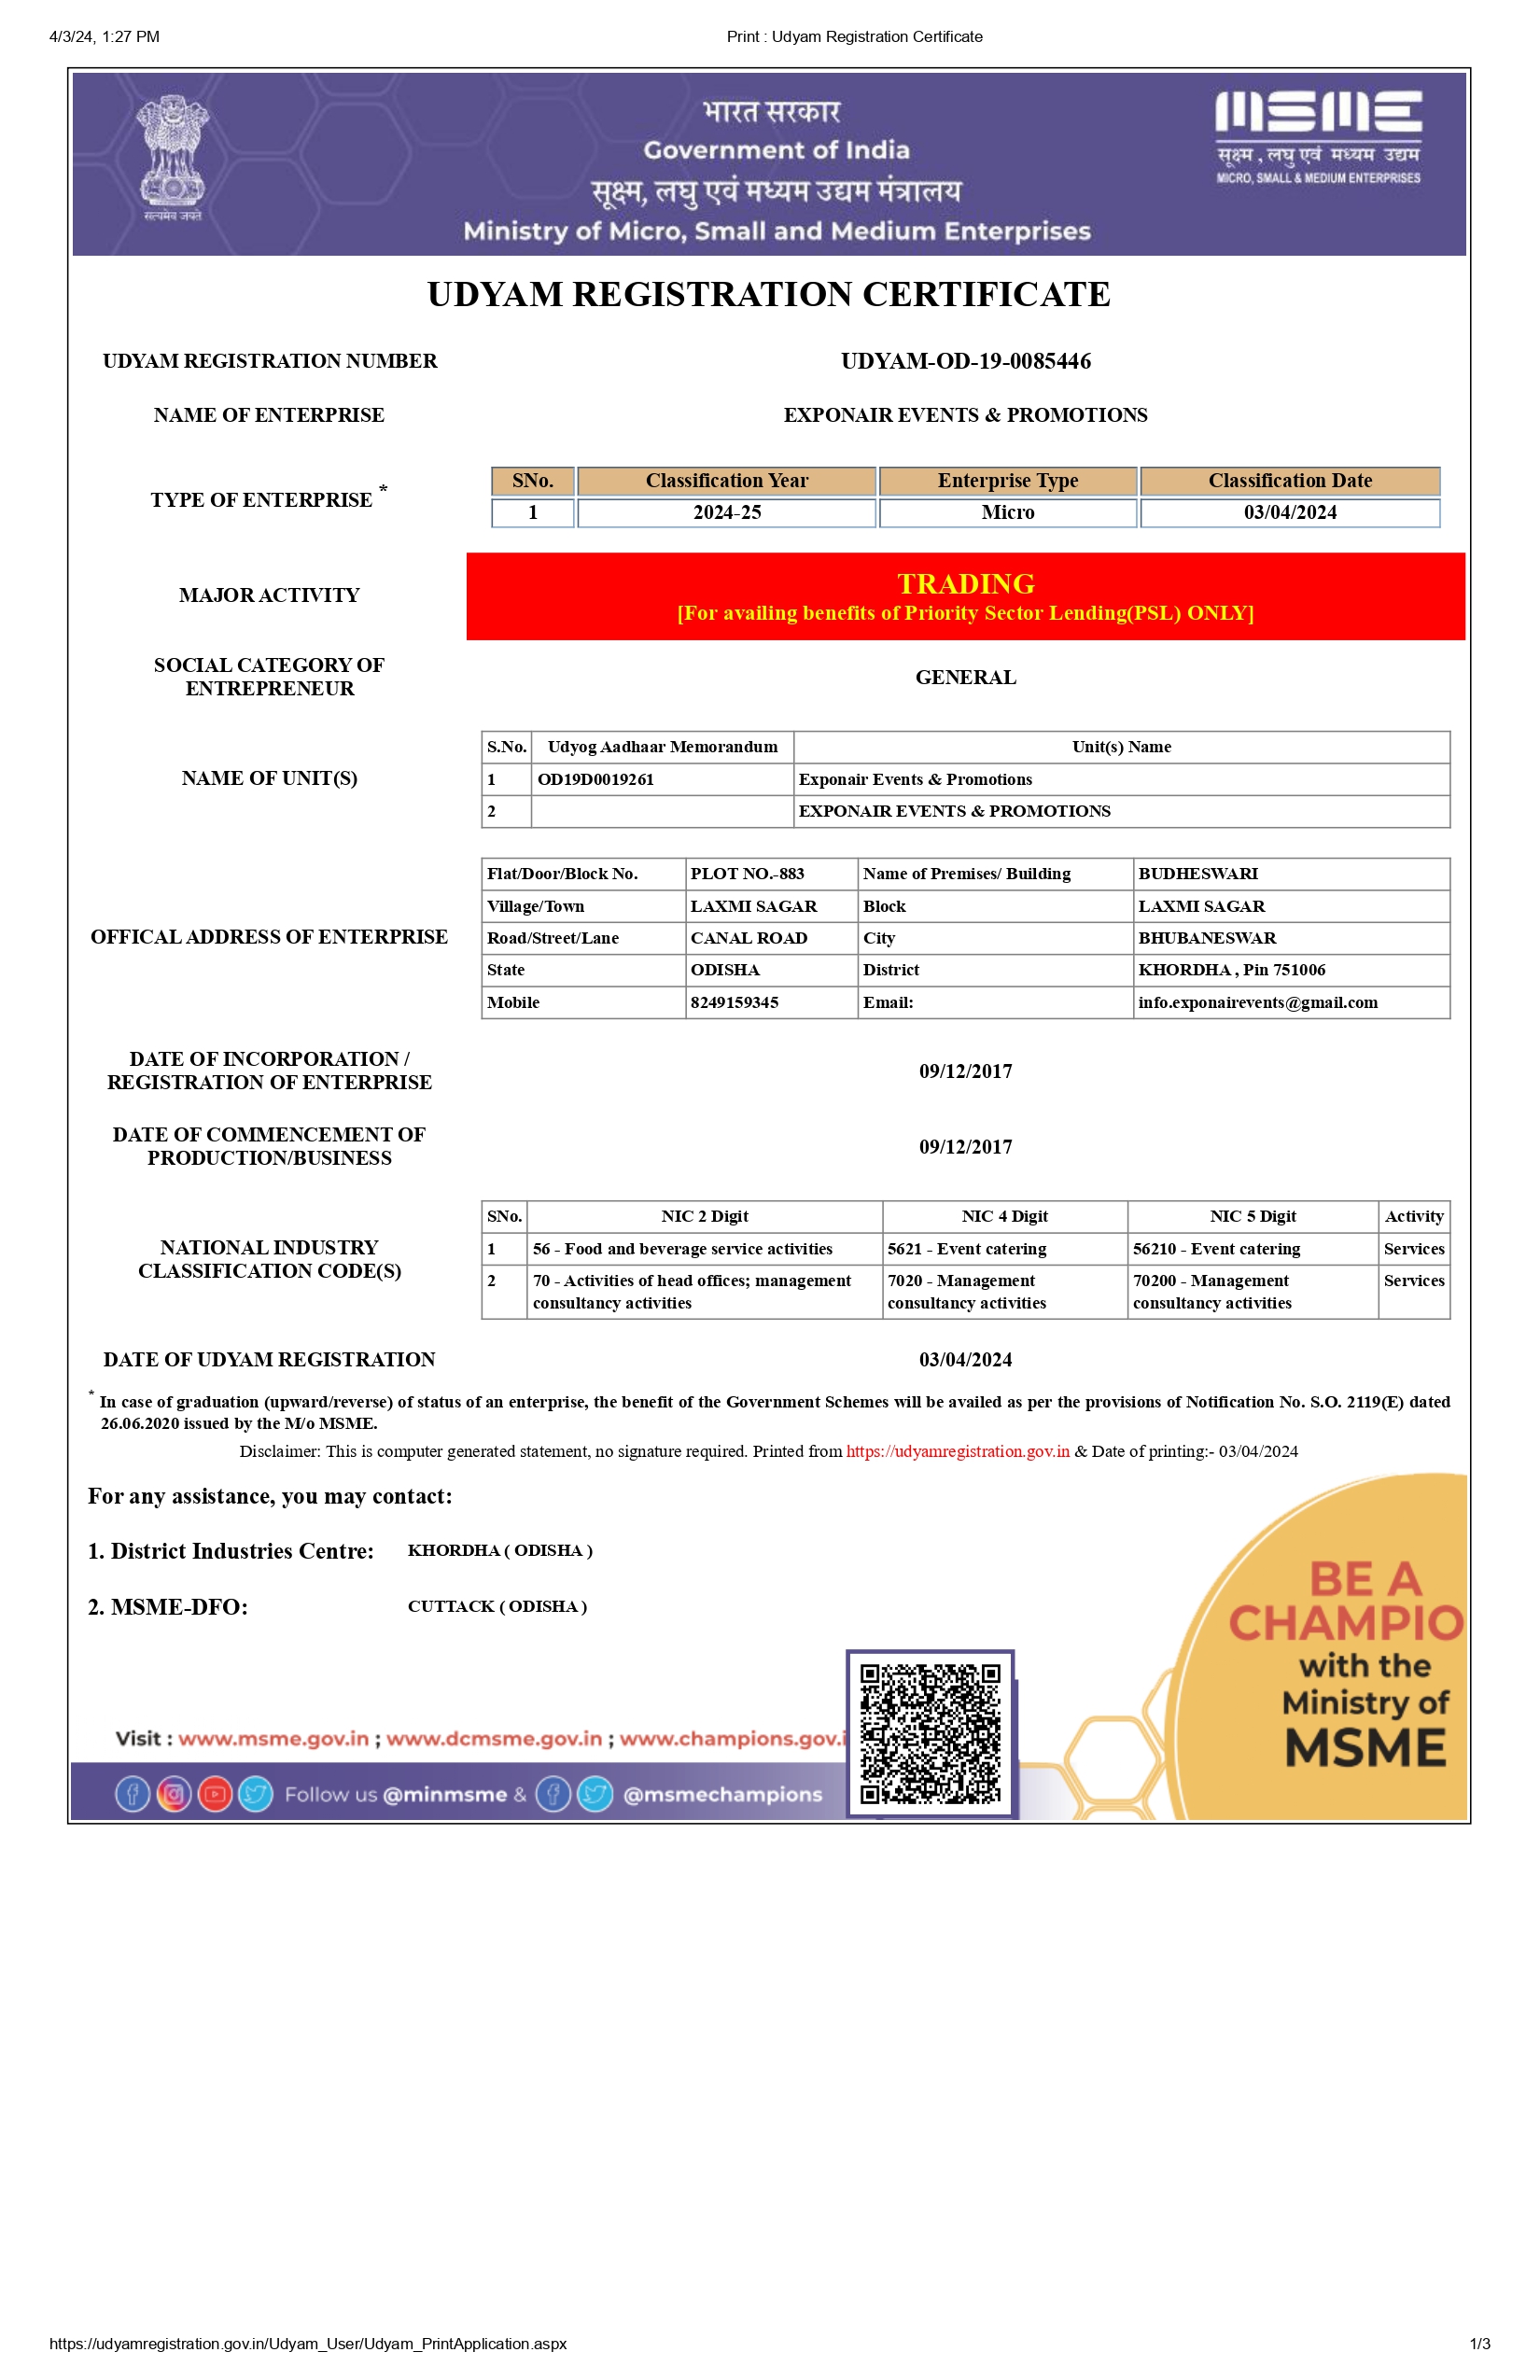 4/3/24, 1:27 PM Print : Udyam Registration Certificate
सत्यमेव जयते
भारत सरकार
Government of India
सूक्ष्म, लघु एवं मध्यम उद्यम मंत्रालय
Ministry of Micro, Small and Medium Enterprises
MSME
सूक्ष्म , लघु एवं मध्यम उद्यम
MICRO, SMALL & MEDIUM ENTERPRISES
UDYAM REGISTRATION CERTIFICATE
UDYAM REGISTRATION NUMBER UDYAM-OD-19-0085446
NAME OF ENTERPRISE EXPONAIR EVENTS & PROMOTIONS
TYPE OF ENTERPRISE *
SNo. Classification Year Enterprise Type Classification Date
1 2024-25 Micro 03/04/2024
MAJOR ACTIVITY
TRADING
[For availing benefits of Priority Sector Lending(PSL) ONLY]
SOCIAL CATEGORY OF
ENTREPRENEUR
GENERAL
NAME OF UNIT(S)
S.No. Udyog Aadhaar Memorandum Unit(s) Name
1 OD19D0019261 Exponair Events & Promotions
2 EXPONAIR EVENTS & PROMOTIONS
OFFICAL ADDRESS OF ENTERPRISE
Flat/Door/Block No. PLOT NO.-883 Name of Premises/ Building BUDHESWARI
Village/Town LAXMI SAGAR Block LAXMI SAGAR
Road/Street/Lane CANAL ROAD City BHUBANESWAR
State ODISHA District KHORDHA , Pin 751006
Mobile 8249159345 Email: info.exponairevents@gmail.com
DATE OF INCORPORATION /
REGISTRATION OF ENTERPRISE
09/12/2017
DATE OF COMMENCEMENT OF
PRODUCTION/BUSINESS
09/12/2017
NATIONAL INDUSTRY
CLASSIFICATION CODE(S)
SNo. NIC 2 Digit NIC 4 Digit NIC 5 Digit Activity
1 56 - Food and beverage service activities 5621 - Event catering 56210 - Event catering Services
2 70 - Activities of head offices; management 7020 - Management 70200 - Management Services
consultancy activities consultancy activities consultancy activities
DATE OF UDYAM REGISTRATION 03/04/2024
* In case of graduation (upward/reverse) of status of an enterprise, the benefit of the Government Schemes will be availed as per the provisions of Notification No. S.O. 2119(E) dated
26.06.2020 issued by the M/o MSME.
Disclaimer: This is computer generated statement, no signature required. Printed from https://udyamregistration.gov.in & Date of printing:- 03/04/2024
For any assistance, you may contact:
1. District Industries Centre: KHORDHA ( ODISHA )
2. MSME-DFO: CUTTACK ( ODISHA )
BE A
CHAMPIO
with the
Ministry of
MSME
Visit : www.msme.gov.in ; www.dcmsme.gov.in ; www.champions.gov.i
Follow us @minmsme & @msmechampions
https://udyamregistration.gov.in/Udyam_User/Udyam_PrintApplication.aspx 1/3